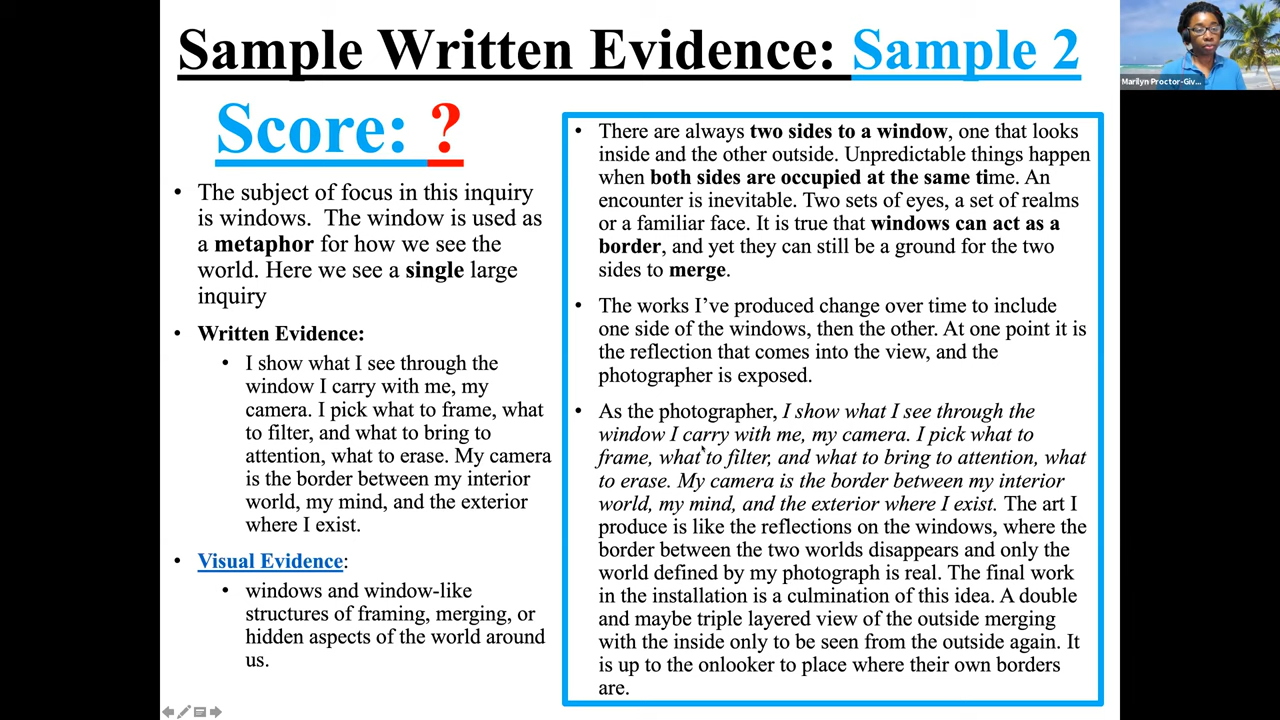 Sample Written Evidence: Sample 2
Score: ?
• The subject of focus in this inquiry
is windows. The window is used as
a metaphor for how we see the
world. Here we see a single large
inquiry
• Written Evidence:
• I show what I see through the
window I carry with me, my
camera. I pick what to frame, what
to filter, and what to bring to
attention, what to erase. My camera
is the border between my interior
world, my mind, and the exterior
where I exist.
• Visual Evidence:
• windows and window-like
structures of framing, merging, or
hidden aspects of the world around
us.
• There are always two sides to a window, one that looks
inside and the other outside. Unpredictable things happen
when both sides are occupied at the same time. An
encounter is inevitable. Two sets of eyes, a set of realms
or a familiar face. It is true that windows can act as a
border, and yet they can still be a ground for the two
sides to merge.
• The works I've produced change over time to include
one side of the windows, then the other. At one point it is
the reflection that comes into the view, and the
photographer is exposed.
• As the photographer, I show what I see through the
window I carry with me, my camera. I pick what to
frame, what to filter, and what to bring to attention, what
to erase. My camera is the border between my interior
world, my mind, and the exterior where I exist. The art I
produce is like the reflections on the windows, where the
border between the two worlds disappears and only the
world defined by my photograph is real. The final work
in the installation is a culmination of this idea. A double
and maybe triple layered view of the outside merging
with the inside only to be seen from the outside again. It
is up to the onlooker to place where their own borders
are.
Marilyn Proctor-Giv...